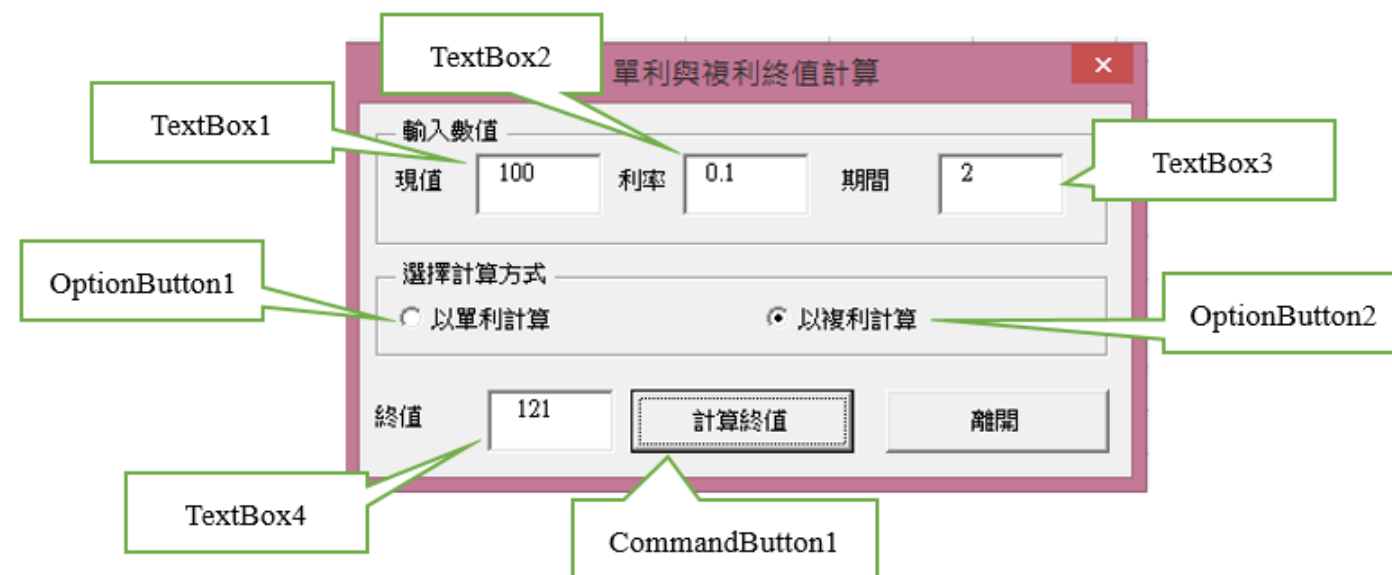 TextBox2
單利與複利終值計算
TextBox1
輸入數值
TextBox3
現值 100 利率 0.1 期間 2
OptionButton1
選擇計算方式
以單利計算 以複利計算
OptionButton2
終值 121 計算終值 離開
TextBox4
CommandButton1